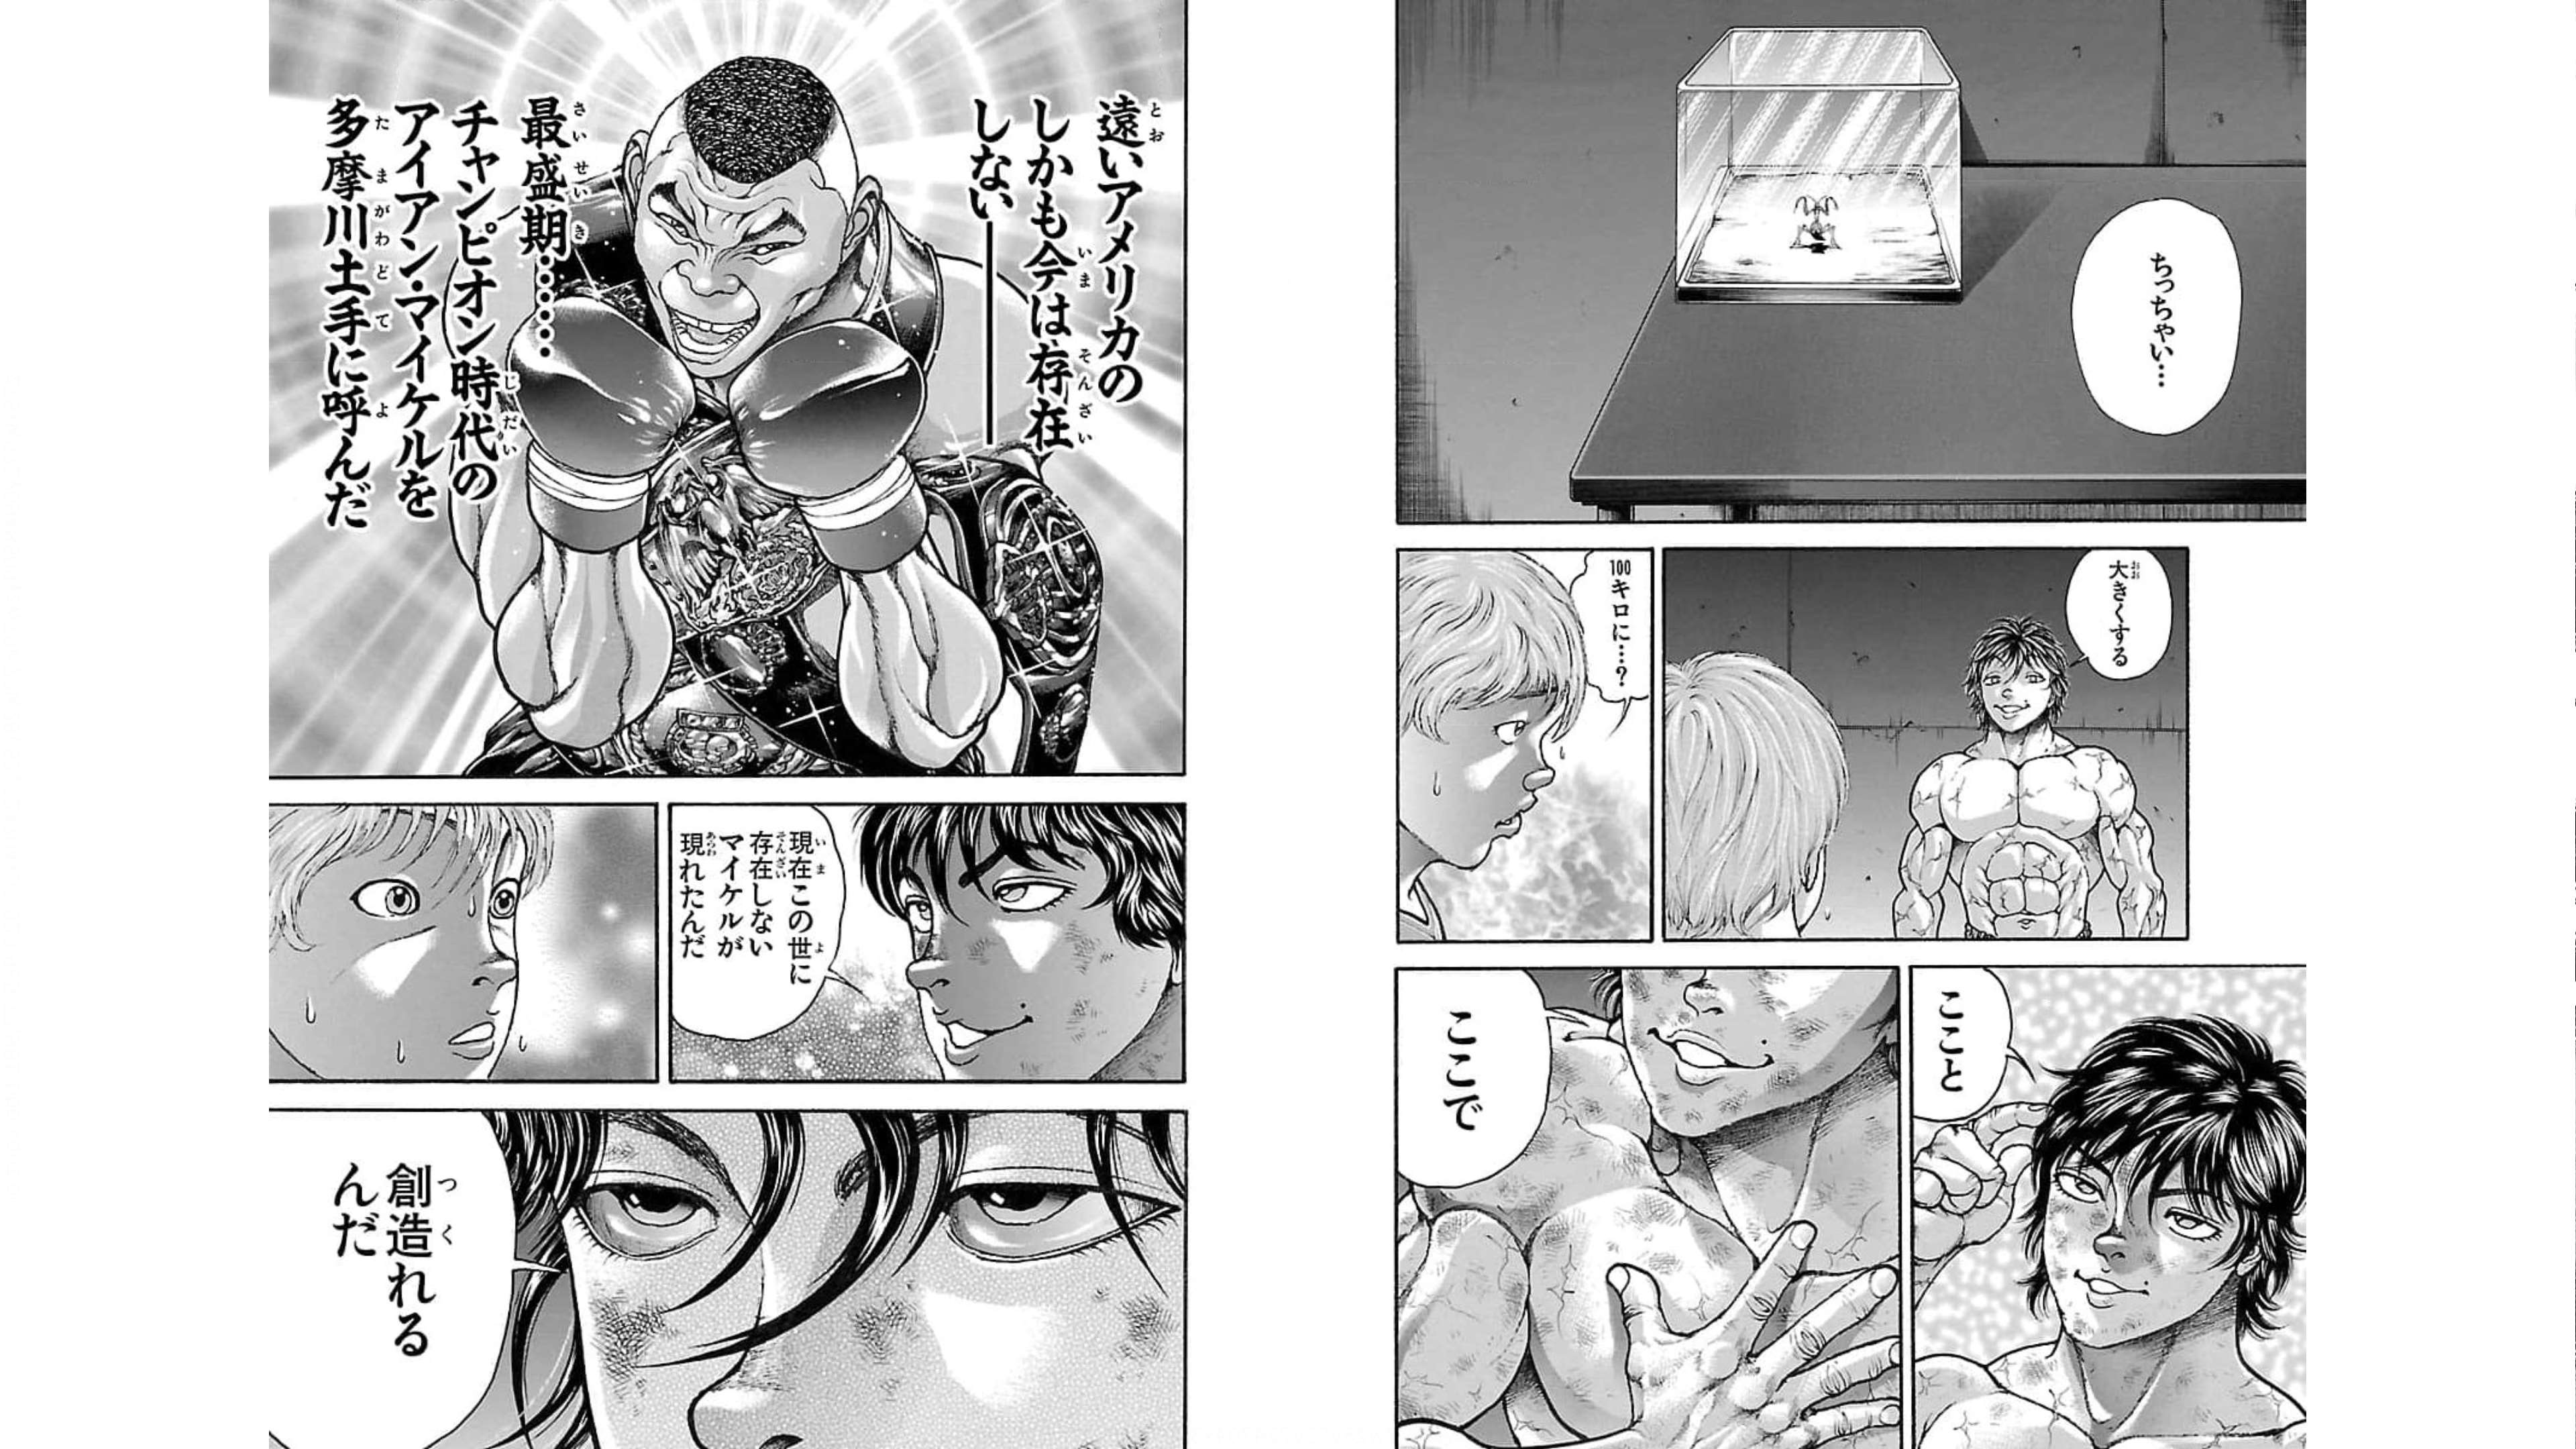 ちっちゃい…
大きくする
100キロに…?
ここと
ここで
遠いアメリカの
しかも今は存在
しない―――
最盛期……
チャンピオン時代の
アイアン・マイケルを
多摩川土手に呼んだ
現在この世に
存在しない
マイケルが
現れたんだ
創造れる
んだ